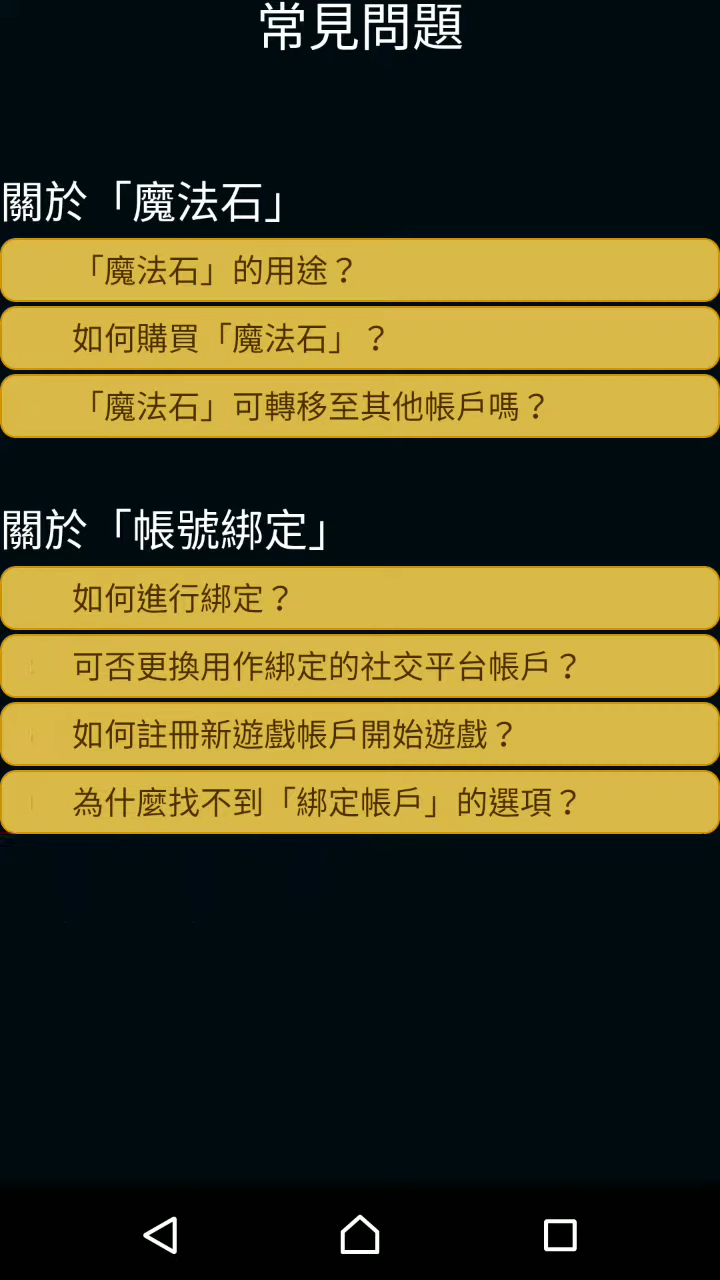 常見問題
關於「魔法石」
「魔法石」的用途？
如何購買「魔法石」？
「魔法石」可轉移至其他帳戶嗎？
關於「帳號綁定」
如何進行綁定？
可否更換用作綁定的社交平台帳戶？
如何註冊新遊戲帳戶開始遊戲？
為什麼找不到「綁定帳戶」的選項？